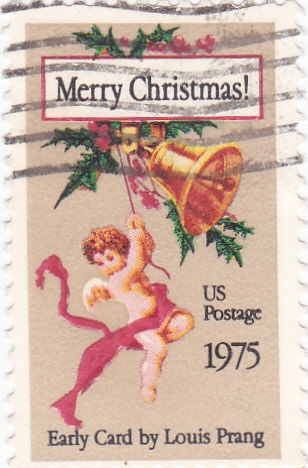 Merry Christmas!
US
Postage
1975
Early Card by Louis Prang